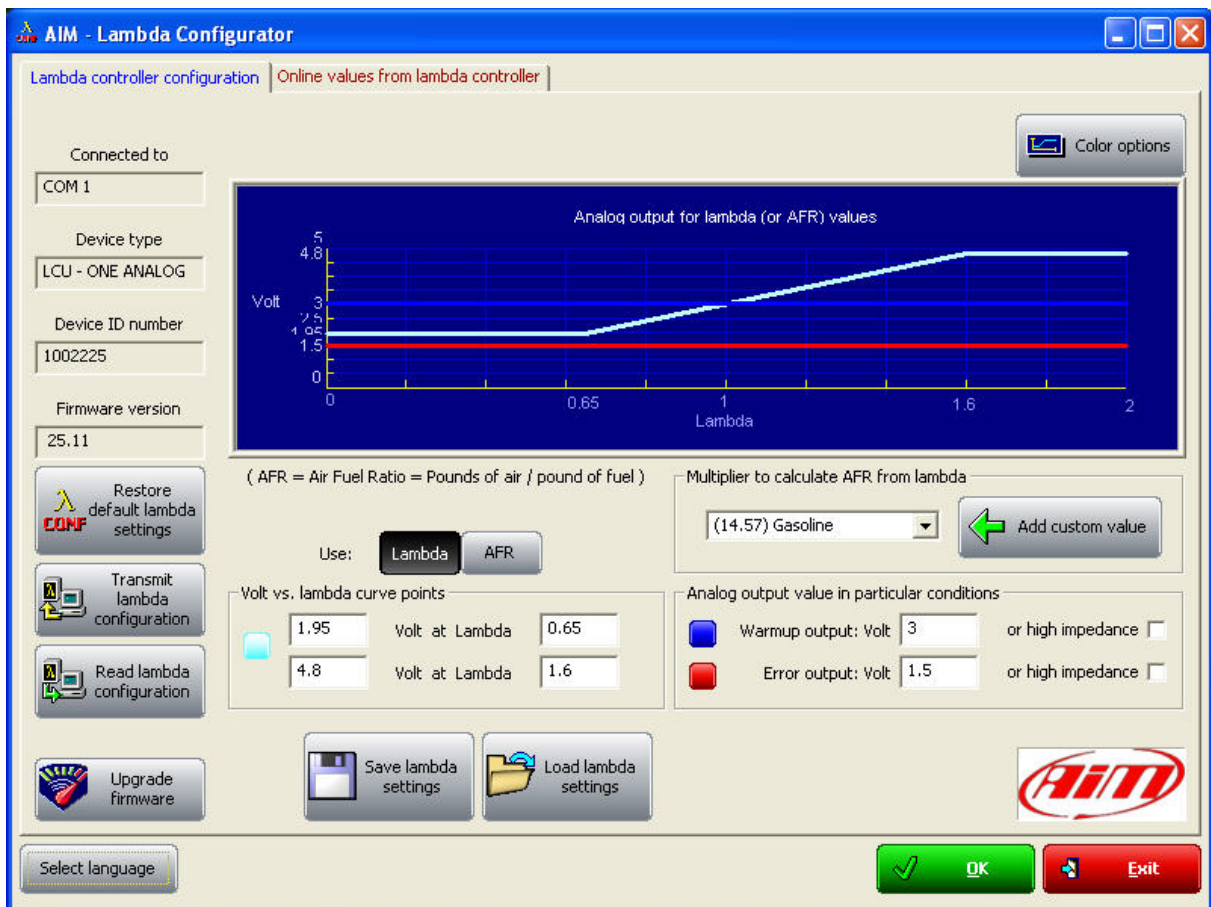 AIM - Lambda Configurator
Lambda controller configuration
Online values from lambda controller
Color options
Connected to
COM 1
Device type
LCU - ONE ANALOG
Device ID number
1002225
Firmware version
25.11
Analog output for lambda (or AFR) values
Volt
5
4.8
3
2.5
1.95
1.5
0
0
0.65
1
1.6
2
Lambda
Restore
default lambda
settings
λ
CONF
Transmit
lambda
configuration
Read lambda
configuration
Upgrade
firmware
( AFR = Air Fuel Ratio = Pounds of air / pound of fuel )
Use:
Lambda
AFR
Multiplier to calculate AFR from lambda
(14.57) Gasoline
Add custom value
Volt vs. lambda curve points
1.95 Volt at Lambda 0.65
4.8 Volt at Lambda 1.6
Analog output value in particular conditions
Warmup output: Volt 3 or high impedance
Error output: Volt 1.5 or high impedance
Save lambda
settings
Load lambda
settings
AiM
Select language
OK
Exit